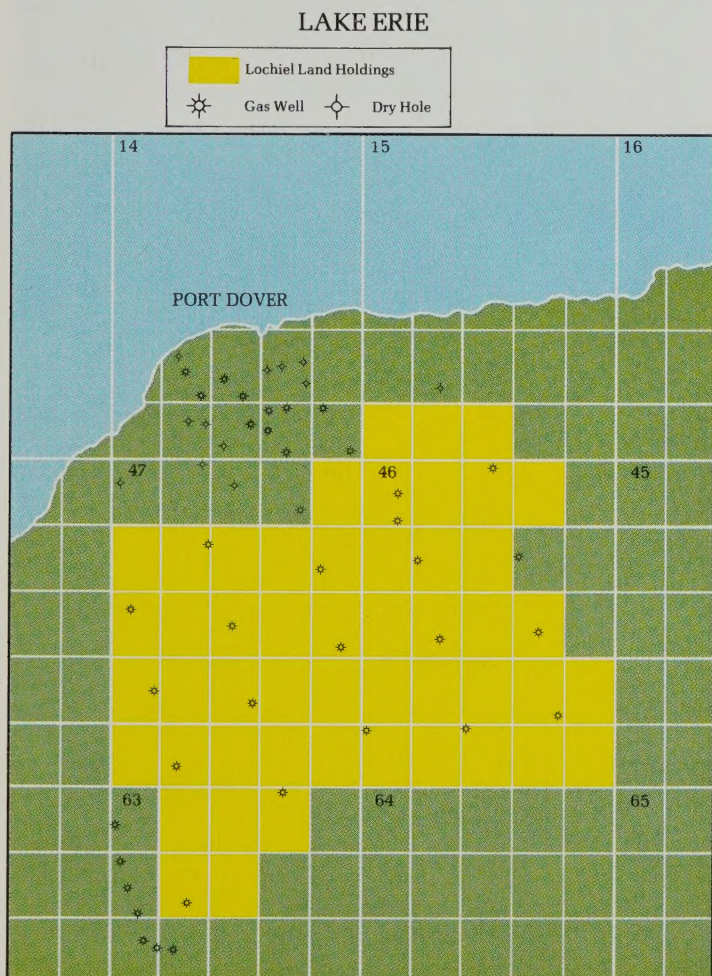 LAKE ERIE
Lochiel Land Holdings
Gas Well Dry Hole
14 15 16
PORT DOVER
47 46 45
63 64 65